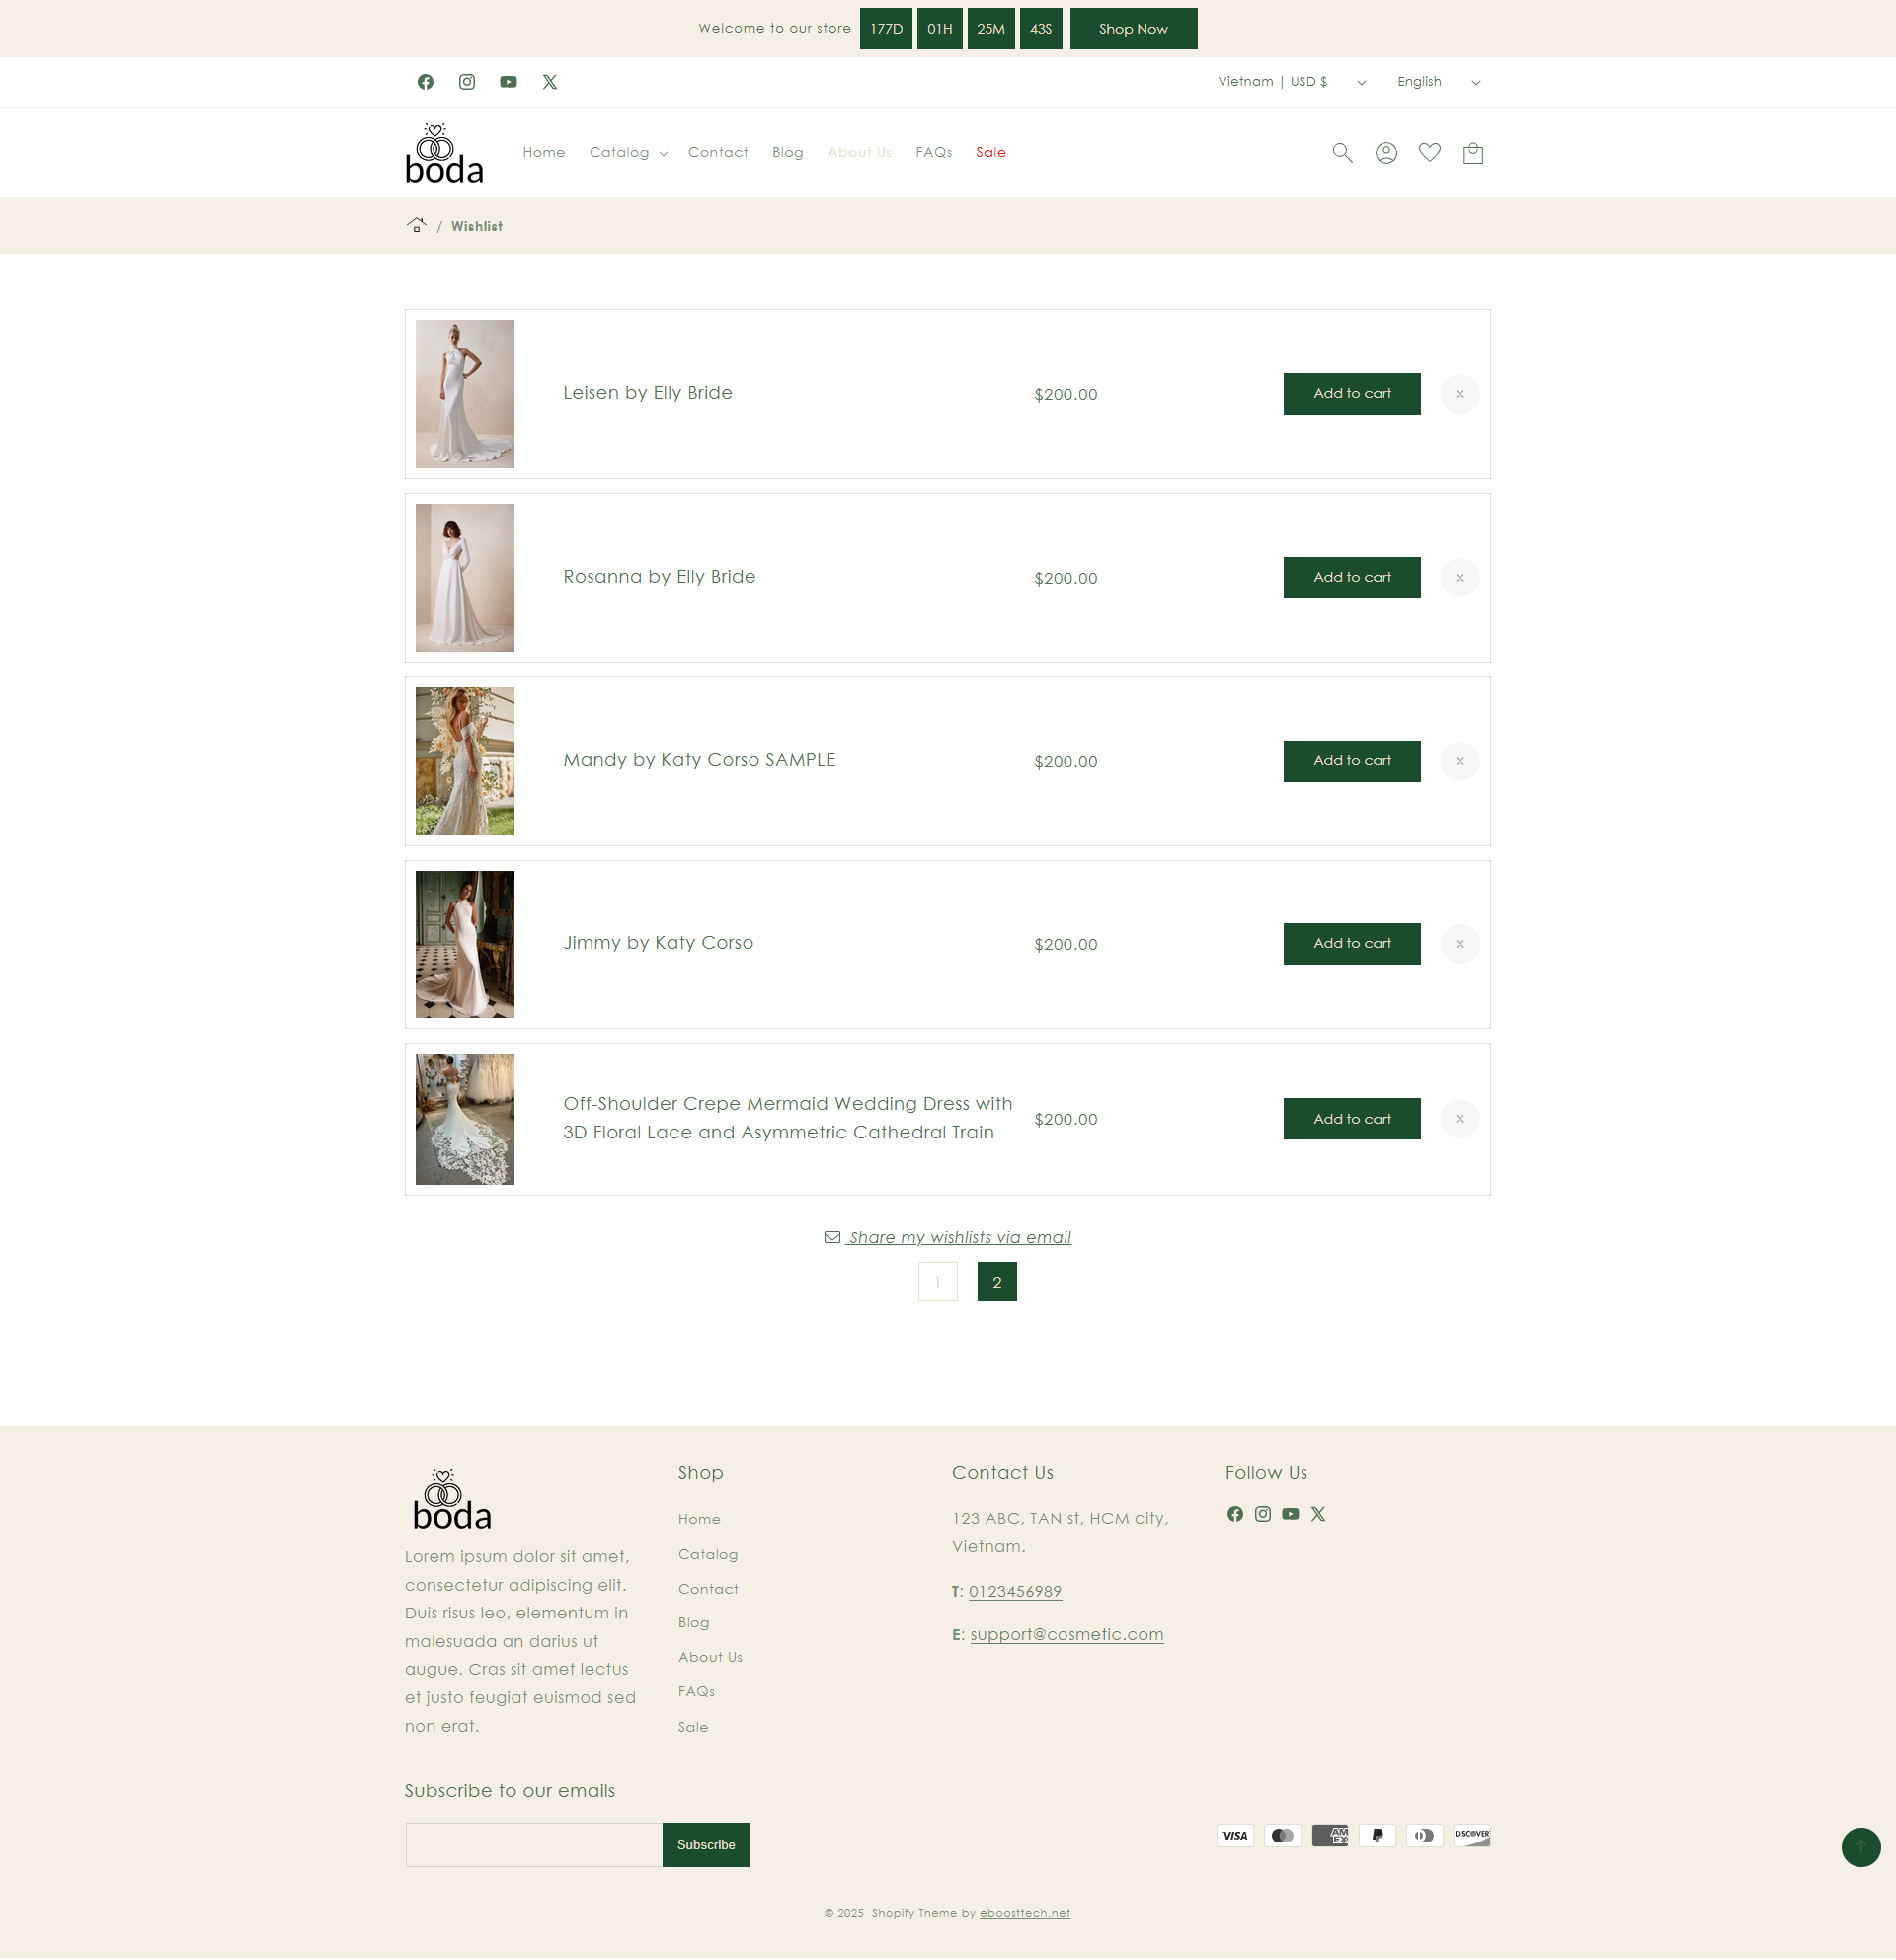 Welcome to our store 177D 01H 25M 43S Shop Now
Vietnam | USD $ English
boda
Home Catalog Contact Blog About Us FAQs Sale
/ Wishlist
Leisen by Elly Bride $200.00 Add to cart ×
Rosanna by Elly Bride $200.00 Add to cart ×
Mandy by Katy Corso SAMPLE $200.00 Add to cart ×
Jimmy by Katy Corso $200.00 Add to cart ×
Off-Shoulder Crepe Mermaid Wedding Dress with
3D Floral Lace and Asymmetric Cathedral Train
$200.00 Add to cart ×
Share my wishlists via email
1 2
boda
Lorem ipsum dolor sit amet,
consectetur adipiscing elit.
Duis risus leo, elementum in
malesuada an darius ut
augue. Cras sit amet lectus
et justo feugiat euismod sed
non erat.
Shop
Home
Catalog
Contact
Blog
About Us
FAQs
Sale
Contact Us
123 ABC, TAN st, HCM city,
Vietnam.
T: 0123456989
E: support@cosmetic.com
Follow Us
Subscribe to our emails
Subscribe
VISA AMEX DISCOVER
© 2025 Shopify Theme by eboosttech.net